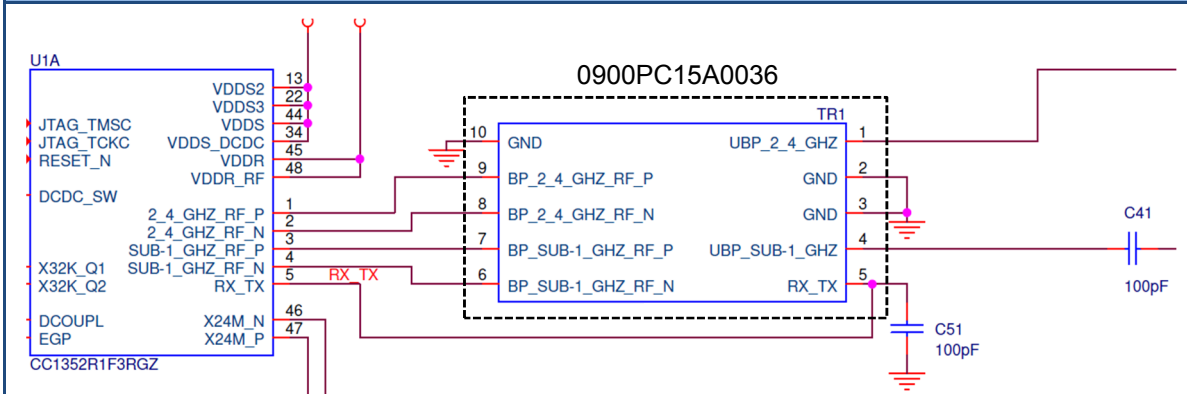 0900PC15A0036
U1A
TR1
JTAG_TMSC
JTAG_TCKC
RESET_N
DCDC_SW
X32K_Q1
X32K_Q2
DCOUPL
EGP
VDDS2 13
VDDS3 22
VDDS 44
VDDS_DCDC 34
VDDR 45
VDDR_RF 48
2_4_GHZ_RF_P 1
2_4_GHZ_RF_N 2
SUB-1_GHZ_RF_P 3
SUB-1_GHZ_RF_N 4
RX_TX 5
X24M_N 46
X24M_P 47
CC1352R1F3RGZ
RX_TX
10 GND
9 BP_2_4_GHZ_RF_P
8 BP_2_4_GHZ_RF_N
7 BP_SUB-1_GHZ_RF_P
6 BP_SUB-1_GHZ_RF_N
UBP_2_4_GHZ 1
GND 2
GND 3
UBP_SUB-1_GHZ 4
RX_TX 5
C41
100pF
C51
100pF